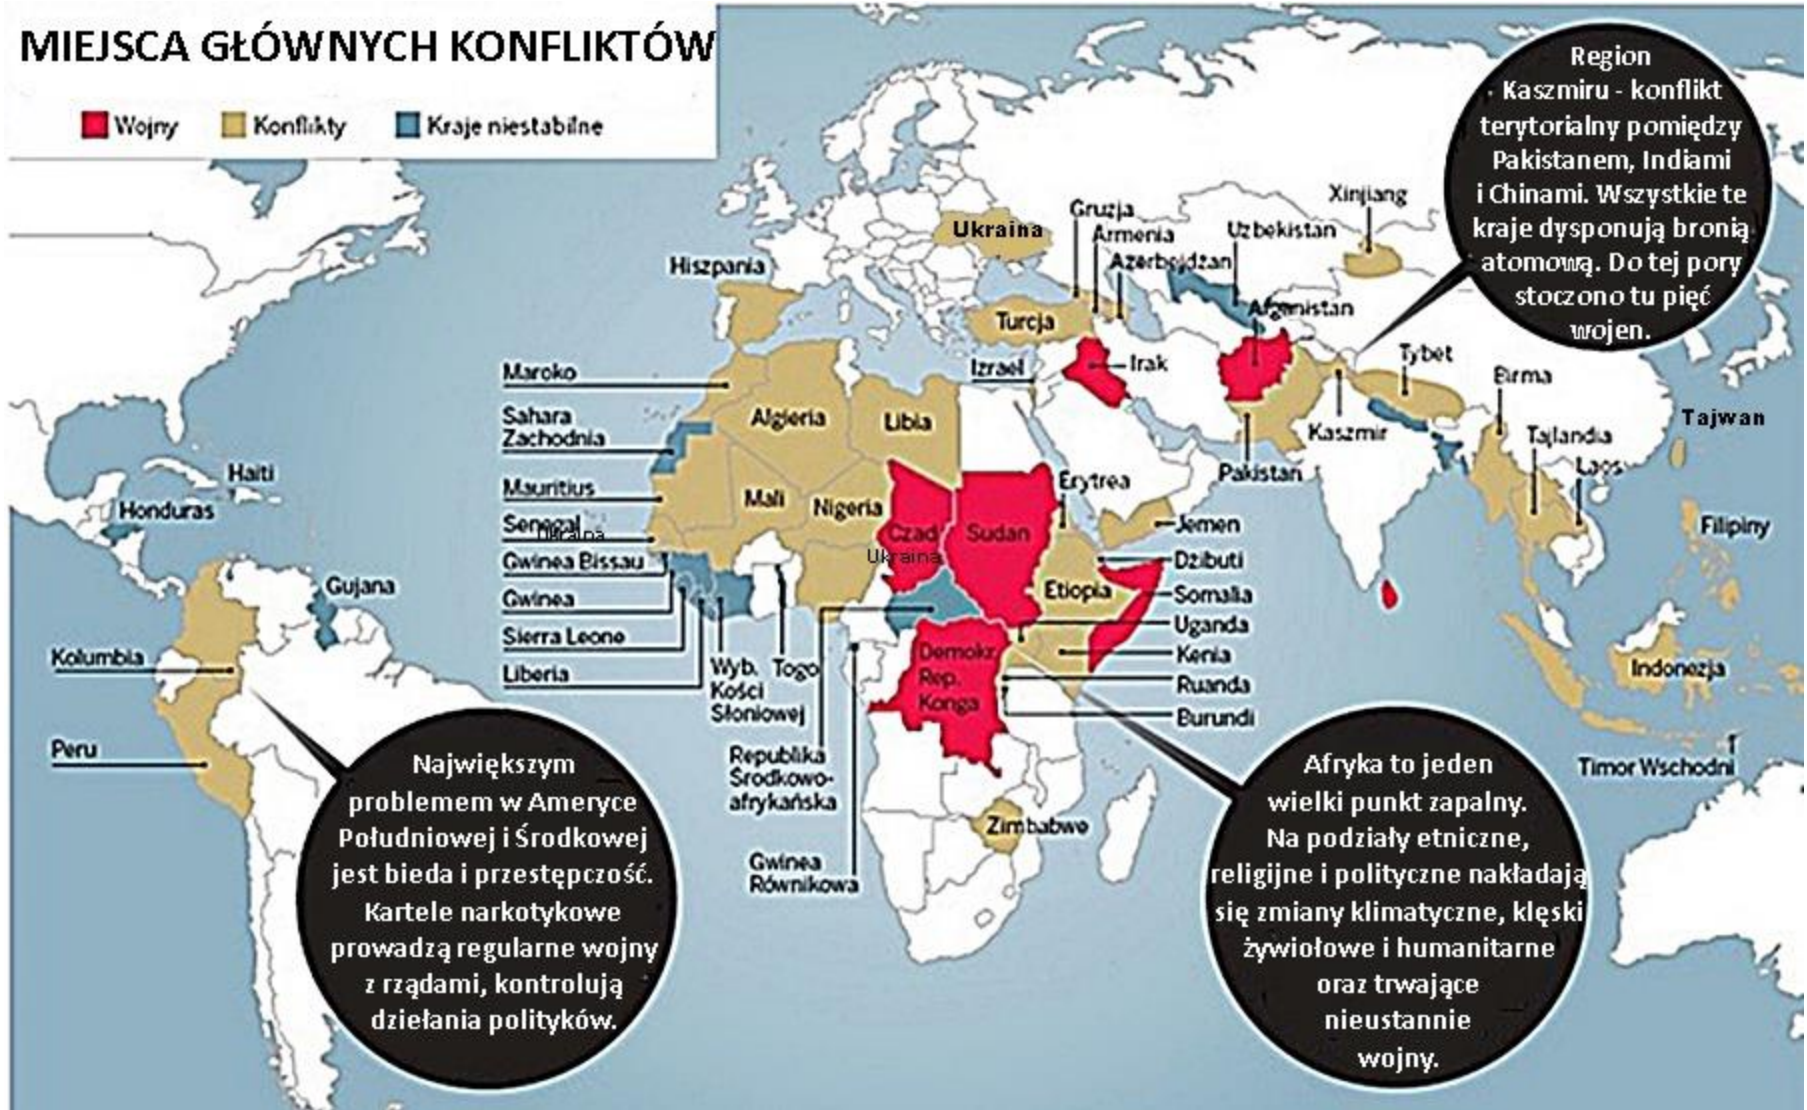 MIEJSCA GŁÓWNYCH KONFLIKTÓW
Wojny
Konflikty
Kraje niestabilne
Region
Kaszmiru - konflikt
terytorialny pomiędzy
Pakistanem, Indiami
i Chinami. Wszystkie te
kraje dysponują bronią
atomową. Do tej pory
stoczono tu pięć
wojen.
Xinjiang
Gruzja
Ukraina
Armenia
Uzbekistan
Azerbejdżan
Hiszpania
Afganistan
Turcja
Tybet
Izrael
Irak
Maroko
Birma
Sahara
Zachodnia
Algieria
Libia
Tajwan
Kaszmir
Tajlandia
Laos
Pakistan
Haiti
Erytrea
Mauritius
Mali
Nigeria
Honduras
Senegal
Ukraina
Czad
Sudan
Jemen
Filipiny
Ukraina
Gwinea Bissau
Dżibuti
Gujana
Etiopia
Somalia
Gwinea
Uganda
Sierra Leone
Kenia
Kolumbia
Demokr.
Rep.
Konga
Indonezja
Liberia
Wyb.
Kości
Słoniowej
Togo
Ruanda
Burundi
Peru
Republika
Środkowo-
afrykańska
Timor Wschodni
Zimbabwe
Gwinea
Równikowa
Największym
problemem w Ameryce
Południowej i Środkowej
jest bieda i przestępczość.
Kartele narkotykowe
prowadzą regularne wojny
z rządami, kontrolują
działania polityków.
Afryka to jeden
wielki punkt zapalny.
Na podziały etniczne,
religijne i polityczne nakładają
się zmiany klimatyczne, klęski
żywiołowe i humanitarne
oraz trwające
nieustannie
wojny.